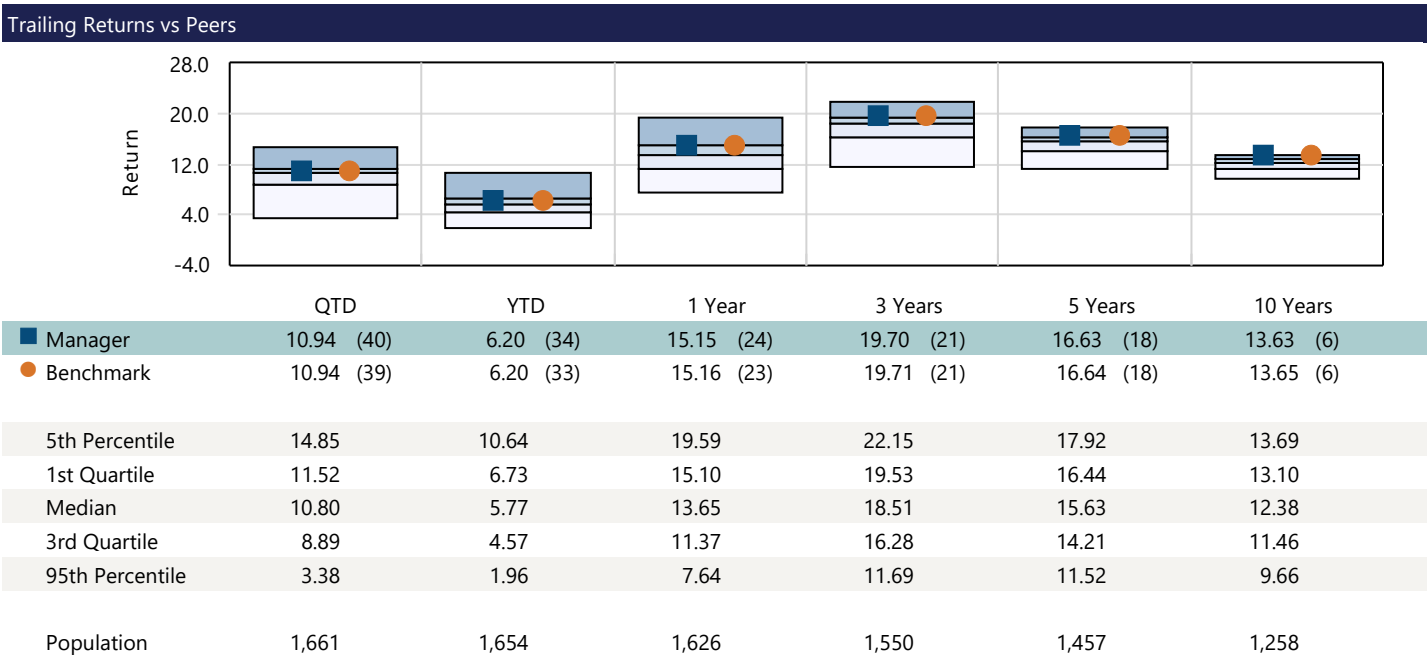 Trailing Returns vs Peers
28.0
20.0
12.0
4.0
-4.0
Return
QTD YTD 1 Year 3 Years 5 Years 10 Years
Manager 10.94 (40) 6.20 (34) 15.15 (24) 19.70 (21) 16.63 (18) 13.63 (6)
Benchmark 10.94 (39) 6.20 (33) 15.16 (23) 19.71 (21) 16.64 (18) 13.65 (6)
5th Percentile 14.85 10.64 19.59 22.15 17.92 13.69
1st Quartile 11.52 6.73 15.10 19.53 16.44 13.10
Median 10.80 5.77 13.65 18.51 15.63 12.38
3rd Quartile 8.89 4.57 11.37 16.28 14.21 11.46
95th Percentile 3.38 1.96 7.64 11.69 11.52 9.66
Population 1,661 1,654 1,626 1,550 1,457 1,258